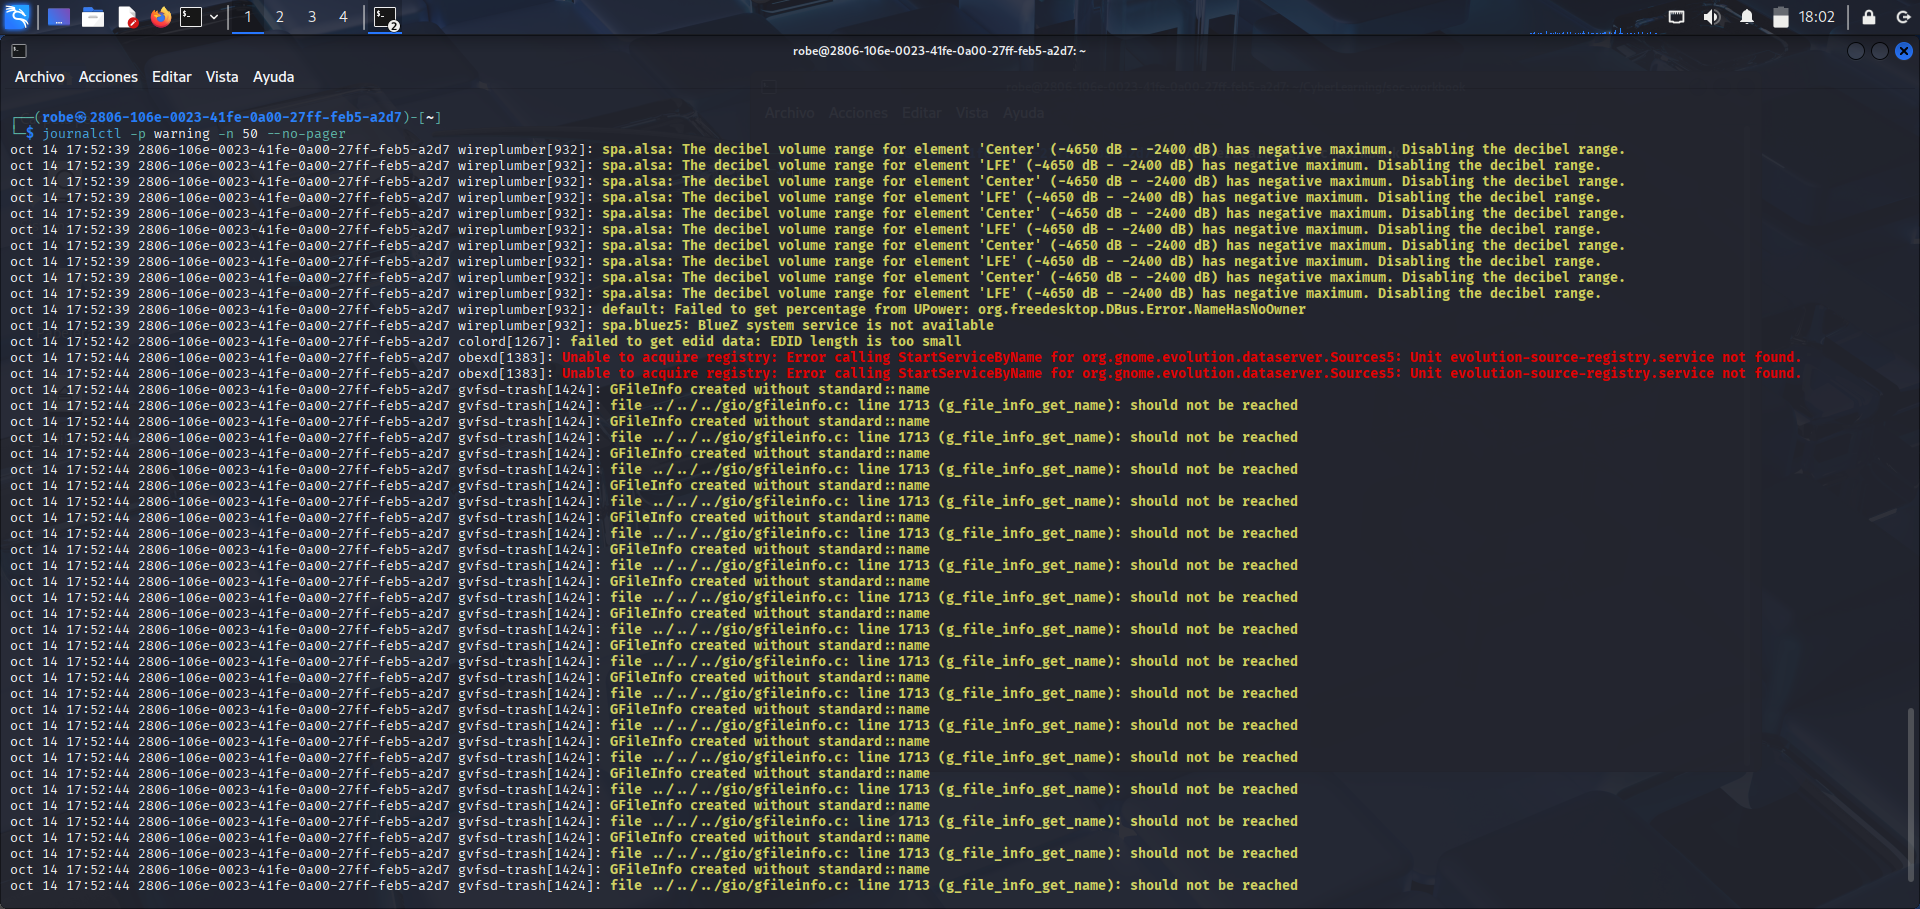 1 2 3 4 2 18:02
robe@2806-106e-0023-41fe-0a00-27ff-feb5-a2d7: ~
Archivo Acciones Editar Vista Ayuda
Archivo Acciones Editar Vista Ayuda
┌──(robe㉿2806-106e-0023-41fe-0a00-27ff-feb5-a2d7)-[~]
└─$ journalctl -p warning -n 50 --no-pager
oct 14 17:52:39 2806-106e-0023-41fe-0a00-27ff-feb5-a2d7 wireplumber[932]: spa.alsa: The decibel volume range for element 'Center' (-4650 dB - -2400 dB) has negative maximum. Disabling the decibel range.
oct 14 17:52:39 2806-106e-0023-41fe-0a00-27ff-feb5-a2d7 wireplumber[932]: spa.alsa: The decibel volume range for element 'LFE' (-4650 dB - -2400 dB) has negative maximum. Disabling the decibel range.
oct 14 17:52:39 2806-106e-0023-41fe-0a00-27ff-feb5-a2d7 wireplumber[932]: spa.alsa: The decibel volume range for element 'Center' (-4650 dB - -2400 dB) has negative maximum. Disabling the decibel range.
oct 14 17:52:39 2806-106e-0023-41fe-0a00-27ff-feb5-a2d7 wireplumber[932]: spa.alsa: The decibel volume range for element 'LFE' (-4650 dB - -2400 dB) has negative maximum. Disabling the decibel range.
oct 14 17:52:39 2806-106e-0023-41fe-0a00-27ff-feb5-a2d7 wireplumber[932]: spa.alsa: The decibel volume range for element 'Center' (-4650 dB - -2400 dB) has negative maximum. Disabling the decibel range.
oct 14 17:52:39 2806-106e-0023-41fe-0a00-27ff-feb5-a2d7 wireplumber[932]: spa.alsa: The decibel volume range for element 'LFE' (-4650 dB - -2400 dB) has negative maximum. Disabling the decibel range.
oct 14 17:52:39 2806-106e-0023-41fe-0a00-27ff-feb5-a2d7 wireplumber[932]: spa.alsa: The decibel volume range for element 'Center' (-4650 dB - -2400 dB) has negative maximum. Disabling the decibel range.
oct 14 17:52:39 2806-106e-0023-41fe-0a00-27ff-feb5-a2d7 wireplumber[932]: spa.alsa: The decibel volume range for element 'LFE' (-4650 dB - -2400 dB) has negative maximum. Disabling the decibel range.
oct 14 17:52:39 2806-106e-0023-41fe-0a00-27ff-feb5-a2d7 wireplumber[932]: spa.alsa: The decibel volume range for element 'Center' (-4650 dB - -2400 dB) has negative maximum. Disabling the decibel range.
oct 14 17:52:39 2806-106e-0023-41fe-0a00-27ff-feb5-a2d7 wireplumber[932]: spa.alsa: The decibel volume range for element 'LFE' (-4650 dB - -2400 dB) has negative maximum. Disabling the decibel range.
oct 14 17:52:39 2806-106e-0023-41fe-0a00-27ff-feb5-a2d7 wireplumber[932]: default: Failed to get percentage from UPower: org.freedesktop.DBus.Error.NameHasNoOwner
oct 14 17:52:39 2806-106e-0023-41fe-0a00-27ff-feb5-a2d7 wireplumber[932]: spa.bluez5: BlueZ system service is not available
oct 14 17:52:42 2806-106e-0023-41fe-0a00-27ff-feb5-a2d7 colord[1267]: failed to get edid data: EDID length is too small
oct 14 17:52:44 2806-106e-0023-41fe-0a00-27ff-feb5-a2d7 obexd[1383]: Unable to acquire registry: Error calling StartServiceByName for org.gnome.evolution.dataserver.Sources5: Unit evolution-source-registry.service not found.
oct 14 17:52:44 2806-106e-0023-41fe-0a00-27ff-feb5-a2d7 obexd[1383]: Unable to acquire registry: Error calling StartServiceByName for org.gnome.evolution.dataserver.Sources5: Unit evolution-source-registry.service not found.
oct 14 17:52:44 2806-106e-0023-41fe-0a00-27ff-feb5-a2d7 gvfsd-trash[1424]: GFileInfo created without standard::name
oct 14 17:52:44 2806-106e-0023-41fe-0a00-27ff-feb5-a2d7 gvfsd-trash[1424]: file ../../../gio/gfileinfo.c: line 1713 (g_file_info_get_name): should not be reached
oct 14 17:52:44 2806-106e-0023-41fe-0a00-27ff-feb5-a2d7 gvfsd-trash[1424]: GFileInfo created without standard::name
oct 14 17:52:44 2806-106e-0023-41fe-0a00-27ff-feb5-a2d7 gvfsd-trash[1424]: file ../../../gio/gfileinfo.c: line 1713 (g_file_info_get_name): should not be reached
oct 14 17:52:44 2806-106e-0023-41fe-0a00-27ff-feb5-a2d7 gvfsd-trash[1424]: GFileInfo created without standard::name
oct 14 17:52:44 2806-106e-0023-41fe-0a00-27ff-feb5-a2d7 gvfsd-trash[1424]: file ../../../gio/gfileinfo.c: line 1713 (g_file_info_get_name): should not be reached
oct 14 17:52:44 2806-106e-0023-41fe-0a00-27ff-feb5-a2d7 gvfsd-trash[1424]: GFileInfo created without standard::name
oct 14 17:52:44 2806-106e-0023-41fe-0a00-27ff-feb5-a2d7 gvfsd-trash[1424]: file ../../../gio/gfileinfo.c: line 1713 (g_file_info_get_name): should not be reached
oct 14 17:52:44 2806-106e-0023-41fe-0a00-27ff-feb5-a2d7 gvfsd-trash[1424]: GFileInfo created without standard::name
oct 14 17:52:44 2806-106e-0023-41fe-0a00-27ff-feb5-a2d7 gvfsd-trash[1424]: file ../../../gio/gfileinfo.c: line 1713 (g_file_info_get_name): should not be reached
oct 14 17:52:44 2806-106e-0023-41fe-0a00-27ff-feb5-a2d7 gvfsd-trash[1424]: GFileInfo created without standard::name
oct 14 17:52:44 2806-106e-0023-41fe-0a00-27ff-feb5-a2d7 gvfsd-trash[1424]: file ../../../gio/gfileinfo.c: line 1713 (g_file_info_get_name): should not be reached
oct 14 17:52:44 2806-106e-0023-41fe-0a00-27ff-feb5-a2d7 gvfsd-trash[1424]: GFileInfo created without standard::name
oct 14 17:52:44 2806-106e-0023-41fe-0a00-27ff-feb5-a2d7 gvfsd-trash[1424]: file ../../../gio/gfileinfo.c: line 1713 (g_file_info_get_name): should not be reached
oct 14 17:52:44 2806-106e-0023-41fe-0a00-27ff-feb5-a2d7 gvfsd-trash[1424]: GFileInfo created without standard::name
oct 14 17:52:44 2806-106e-0023-41fe-0a00-27ff-feb5-a2d7 gvfsd-trash[1424]: file ../../../gio/gfileinfo.c: line 1713 (g_file_info_get_name): should not be reached
oct 14 17:52:44 2806-106e-0023-41fe-0a00-27ff-feb5-a2d7 gvfsd-trash[1424]: GFileInfo created without standard::name
oct 14 17:52:44 2806-106e-0023-41fe-0a00-27ff-feb5-a2d7 gvfsd-trash[1424]: file ../../../gio/gfileinfo.c: line 1713 (g_file_info_get_name): should not be reached
oct 14 17:52:44 2806-106e-0023-41fe-0a00-27ff-feb5-a2d7 gvfsd-trash[1424]: GFileInfo created without standard::name
oct 14 17:52:44 2806-106e-0023-41fe-0a00-27ff-feb5-a2d7 gvfsd-trash[1424]: file ../../../gio/gfileinfo.c: line 1713 (g_file_info_get_name): should not be reached
oct 14 17:52:44 2806-106e-0023-41fe-0a00-27ff-feb5-a2d7 gvfsd-trash[1424]: GFileInfo created without standard::name
oct 14 17:52:44 2806-106e-0023-41fe-0a00-27ff-feb5-a2d7 gvfsd-trash[1424]: file ../../../gio/gfileinfo.c: line 1713 (g_file_info_get_name): should not be reached
oct 14 17:52:44 2806-106e-0023-41fe-0a00-27ff-feb5-a2d7 gvfsd-trash[1424]: GFileInfo created without standard::name
oct 14 17:52:44 2806-106e-0023-41fe-0a00-27ff-feb5-a2d7 gvfsd-trash[1424]: file ../../../gio/gfileinfo.c: line 1713 (g_file_info_get_name): should not be reached
oct 14 17:52:44 2806-106e-0023-41fe-0a00-27ff-feb5-a2d7 gvfsd-trash[1424]: GFileInfo created without standard::name
oct 14 17:52:44 2806-106e-0023-41fe-0a00-27ff-feb5-a2d7 gvfsd-trash[1424]: file ../../../gio/gfileinfo.c: line 1713 (g_file_info_get_name): should not be reached
oct 14 17:52:44 2806-106e-0023-41fe-0a00-27ff-feb5-a2d7 gvfsd-trash[1424]: GFileInfo created without standard::name
oct 14 17:52:44 2806-106e-0023-41fe-0a00-27ff-feb5-a2d7 gvfsd-trash[1424]: file ../../../gio/gfileinfo.c: line 1713 (g_file_info_get_name): should not be reached
oct 14 17:52:44 2806-106e-0023-41fe-0a00-27ff-feb5-a2d7 gvfsd-trash[1424]: GFileInfo created without standard::name
oct 14 17:52:44 2806-106e-0023-41fe-0a00-27ff-feb5-a2d7 gvfsd-trash[1424]: file ../../../gio/gfileinfo.c: line 1713 (g_file_info_get_name): should not be reached
oct 14 17:52:44 2806-106e-0023-41fe-0a00-27ff-feb5-a2d7 gvfsd-trash[1424]: GFileInfo created without standard::name
oct 14 17:52:44 2806-106e-0023-41fe-0a00-27ff-feb5-a2d7 gvfsd-trash[1424]: file ../../../gio/gfileinfo.c: line 1713 (g_file_info_get_name): should not be reached